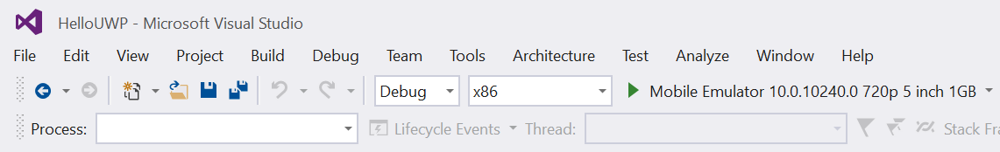 HelloUWP - Microsoft Visual Studio
File Edit View Project Build Debug Team Tools Architecture Test Analyze Window Help
Debug x86 Mobile Emulator 10.0.10240.0 720p 5 inch 1GB
Process: Lifecycle Events Thread: Stack Fra